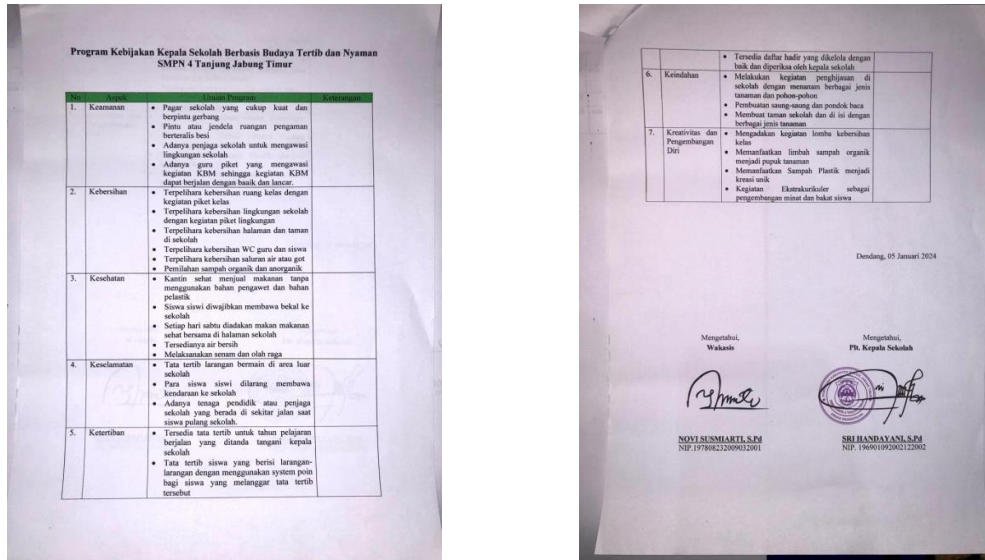 Program Kebijakan Kepala Sekolah Berbasis Budaya Tertib dan Nyaman
SMPN 4 Tanjung Jabung Timur
No Aspek Uraian Program Keterangan
1. Keamanan • Pagar sekolah yang cukup kuat dan
berpintu gerbang
• Pintu atau jendela ruangan pengaman
berteralis besi
• Adanya penjaga sekolah untuk mengawasi
lingkungan sekolah
• Adanya guru piket yang mengawasi
kegiatan KBM sehingga kegiatan KBM
dapat berjalan dengan baaik dan lancar.
2. Kebersihan • Terpelihara kebersihan ruang kelas dengan
kegiatan piket kelas
• Terpelihara kebersihan lingkungan sekolah
dengan kegiatan piket lingkungan
• Terpelihara kebersihan halaman dan taman
di sekolah
• Terpelihara kebersihan WC guru dan siswa
• Terpelihara kebersihan saluran air atau got
• Pemilahan sampah organik dan anorganik
3. Kesehatan • Kantin sehat menjual makanan tanpa
menggunakan bahan pengawet dan bahan
pelastik
• Siswa siswi diwajibkan membawa bekal ke
sekolah
• Setiap hari sabtu diadakan makan makanan
sehat bersama di halaman sekolah
• Tersedianya air bersih
• Melaksanakan senam dan olah raga
4. Keselamatan • Tata tertib larangan bermain di area luar
sekolah
• Para siswa siswi dilarang membawa
kendaraan ke sekolah
• Adanya tenaga pendidik atau penjaga
sekolah yang berada di sekitar jalan saat
siswa pulang sekolah.
5. Ketertiban • Tersedia tata tertib untuk tahun pelajaran
berjalan yang ditanda tangani kepala
sekolah
• Tata tertib siswa yang berisi larangan-
larangan dengan menggunakan system poin
bagi siswa yang melanggar tata tertib
tersebut
• Tersedia daftar hadir yang dikelola dengan
baik dan diperiksa oleh kepala sekolah
6. Keindahan • Melakukan kegiatan penghijauan di
sekolah dengan menanam berbagai jenis
tanaman dan pohon-pohon
• Pembuatan saung-saung dan pondok baca
• Membuat taman sekolah dan di isi dengan
berbagai jenis tanaman
7. Kreativitas dan Pengembangan Diri • Mengadakan kegiatan lomba kebersihan
kelas
• Memanfaatkan limbah sampah organik
menjadi pupuk tanaman
• Memanfaatkan Sampah Plastik menjadi
kreasi unik
• Kegiatan Ekstrakurikuler sebagai
pengembangan minat dan bakat siswa
Dendang, 05 Januari 2024
Mengetahui,
Wakasis
NOVI SUSMIARTI, S.Pd
NIP.197808232009032001
Mengetahui,
Plt. Kepala Sekolah
SRI HANDAYANI, S.Pd
NIP. 196901092002122002